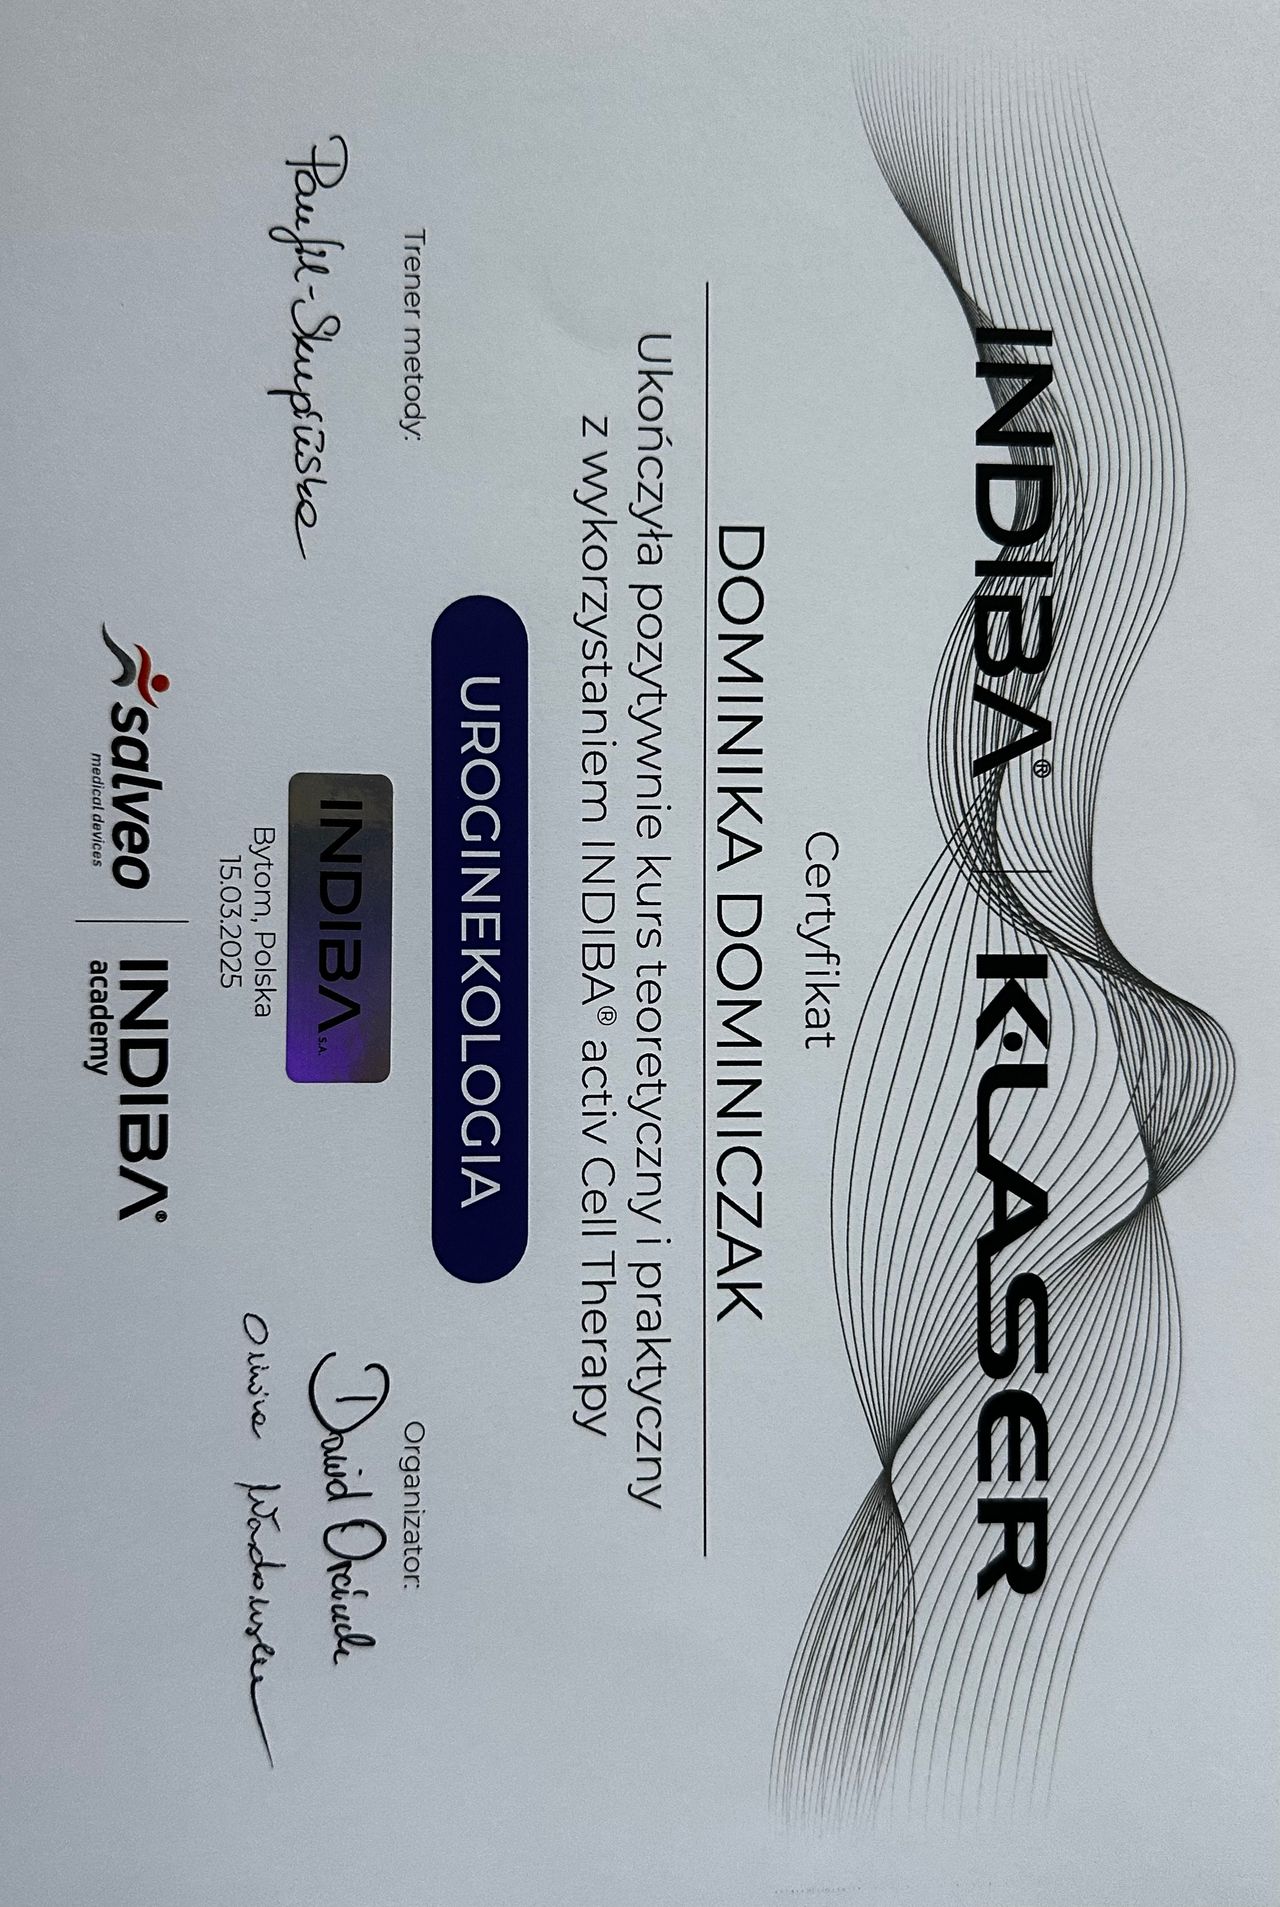 INDIBA® | K·LASER
Certyfikat
DOMINIKA DOMINICZAK
Ukończyła pozytywnie kurs teoretyczny i praktyczny
z wykorzystaniem INDIBA® activ Cell Therapy
UROGINEKOLOGIA
Trener metody:
Organizator:
INDIBA S.A.
Dawid
Bytom, Polska
15.03.2025
salveo
medical devices
INDIBA®
academy